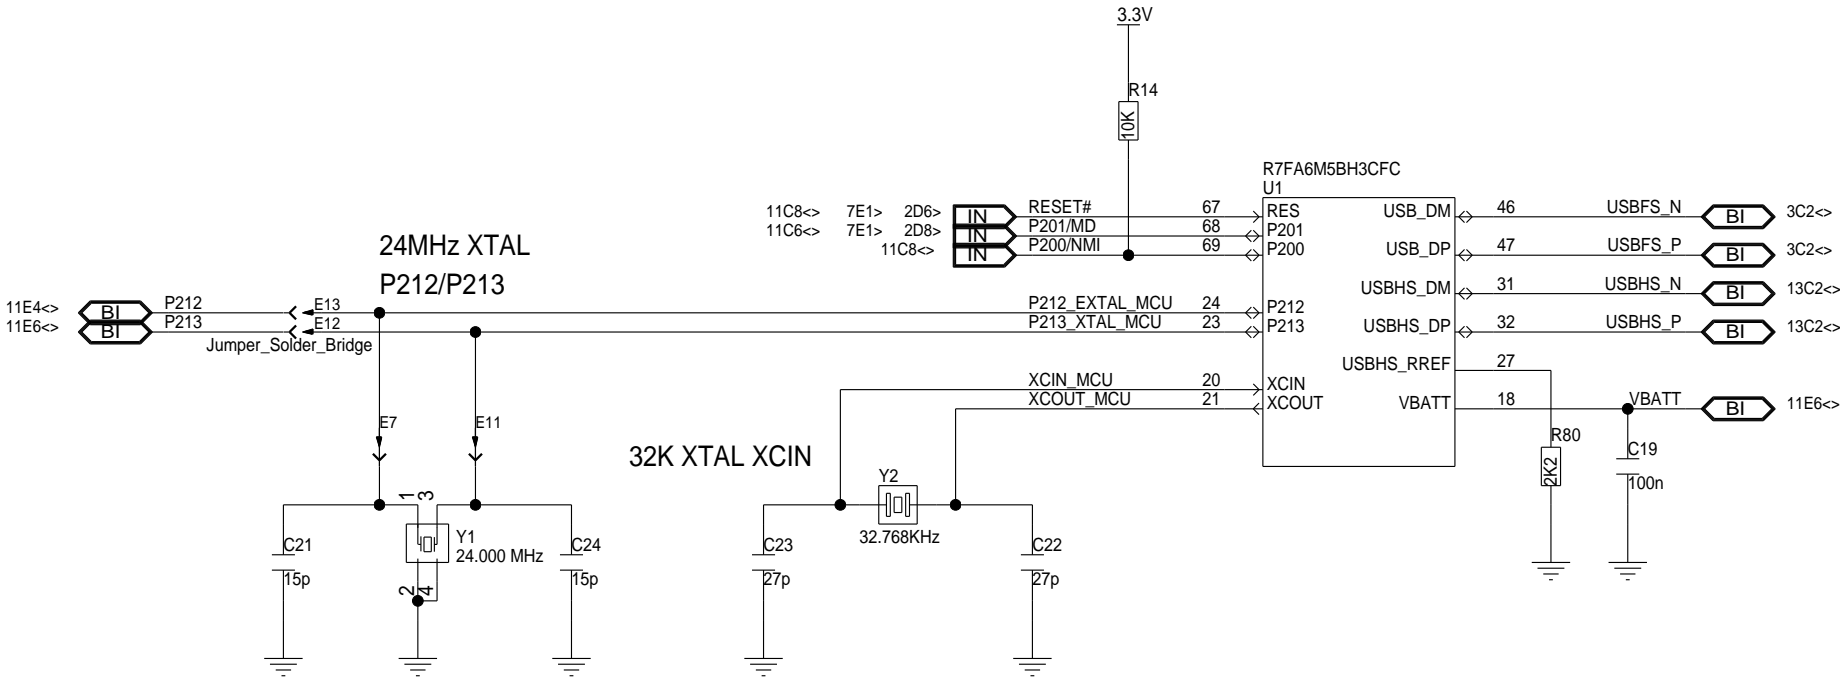 3.3V
R14
10K
R7FA6M5BH3CFC
U1
11C8<> 7E1> 2D6> IN RESET# 67 RES USB_DM 46 USBFS_N BI 3C2<>
11C6<> 7E1> 2D8> IN P201/MD 68 P201
11C8<> IN P200/NMI 69 P200 USB_DP 47 USBFS_P BI 3C2<>
24MHz XTAL
P212/P213
USBHS_DM 31 USBHS_N BI 13C2<>
11E4<> BI P212 E13 P212_EXTAL_MCU 24 P212
11E6<> BI P213 E12 P213_XTAL_MCU 23 P213 USBHS_DP 32 USBHS_P BI 13C2<>
Jumper_Solder_Bridge
USBHS_RREF 27
XCIN_MCU 20 XCIN
XCOUT_MCU 21 XCOUT VBATT 18 VBATT BI 11E6<>
E7 E11
R80
2K2
C19
100n
32K XTAL XCIN
Y2
32.768KHz
1 3
Y1
24.000 MHz
2 4
C21
15p
C24
15p
C23
27p
C22
27p